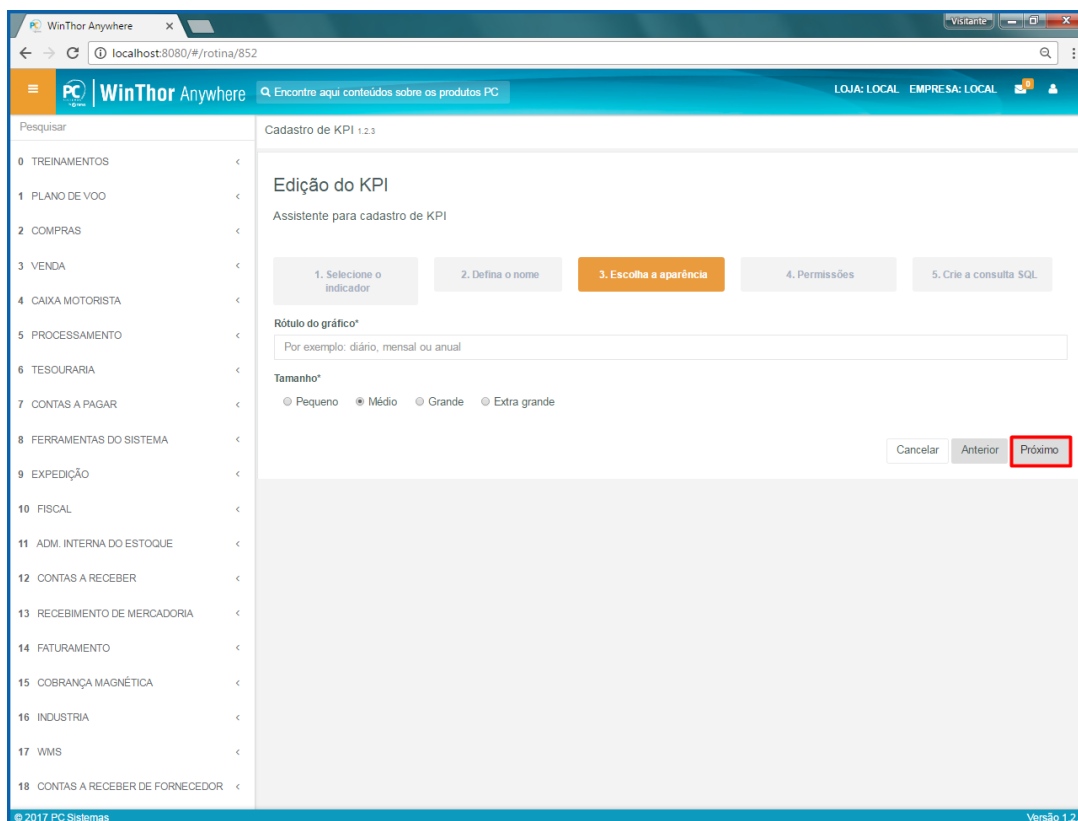 WinThor Anywhere
Visitante
localhost:8080/#/rotina/852
PC | WinThor Anywhere
Encontre aqui conteúdos sobre os produtos PC
LOJA: LOCAL EMPRESA: LOCAL
0
Pesquisar
Cadastro de KPI 1.2.3
0 TREINAMENTOS
1 PLANO DE VOO
2 COMPRAS
3 VENDA
4 CAIXA MOTORISTA
5 PROCESSAMENTO
6 TESOURARIA
7 CONTAS A PAGAR
8 FERRAMENTAS DO SISTEMA
9 EXPEDIÇÃO
10 FISCAL
11 ADM. INTERNA DO ESTOQUE
12 CONTAS A RECEBER
13 RECEBIMENTO DE MERCADORIA
14 FATURAMENTO
15 COBRANÇA MAGNÉTICA
16 INDUSTRIA
17 WMS
18 CONTAS A RECEBER DE FORNECEDOR
Edição do KPI
Assistente para cadastro de KPI
1. Selecione o
indicador
2. Defina o nome
3. Escolha a aparência
4. Permissões
5. Crie a consulta SQL
Rótulo do gráfico*
Por exemplo: diário, mensal ou anual
Tamanho*
Pequeno Médio Grande Extra grande
Cancelar Anterior Próximo
© 2017 PC Sistemas
Versão 1.2